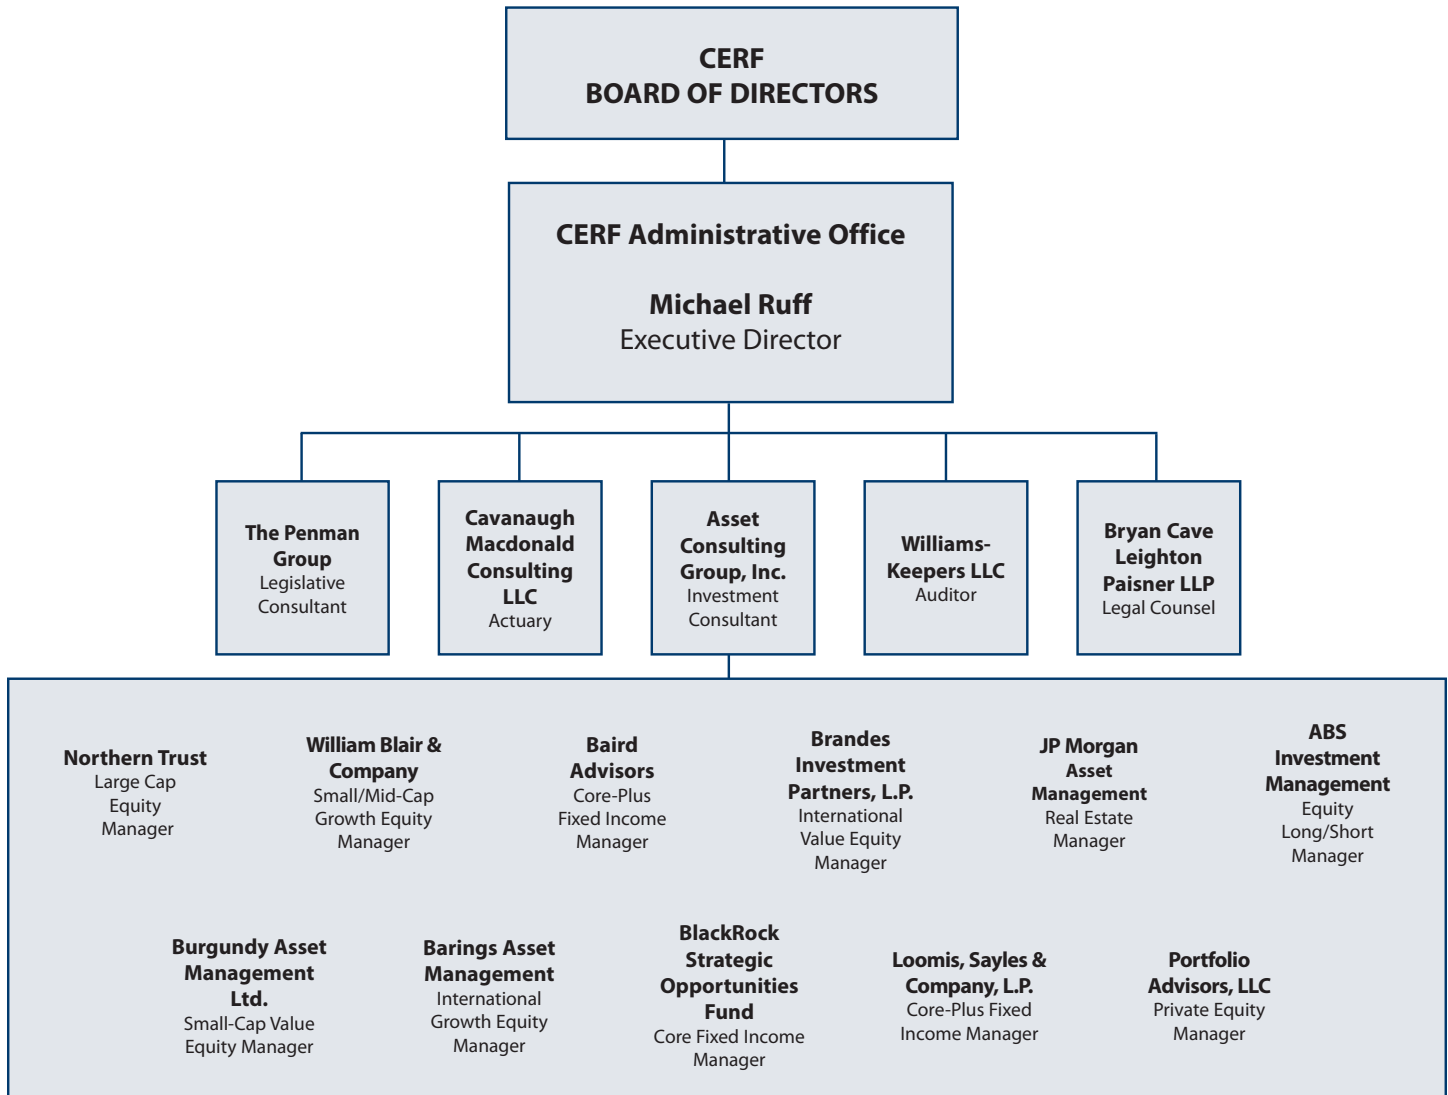 CERF
BOARD OF DIRECTORS
CERF Administrative Office
Michael Ruff
Executive Director
The Penman
Group
Legislative
Consultant
Cavanaugh
Macdonald
Consulting
LLC
Actuary
Asset
Consulting
Group, Inc.
Investment
Consultant
Williams-
Keepers LLC
Auditor
Bryan Cave
Leighton
Paisner LLP
Legal Counsel
Northern Trust
Large Cap
Equity
Manager
William Blair &
Company
Small/Mid-Cap
Growth Equity
Manager
Baird
Advisors
Core-Plus
Fixed Income
Manager
Brandes
Investment
Partners, L.P.
International
Value Equity
Manager
JP Morgan
Asset
Management
Real Estate
Manager
ABS
Investment
Management
Equity
Long/Short
Manager
Burgundy Asset
Management
Ltd.
Small-Cap Value
Equity Manager
Barings Asset
Management
International
Growth Equity
Manager
BlackRock
Strategic
Opportunities
Fund
Core Fixed Income
Manager
Loomis, Sayles &
Company, L.P.
Core-Plus Fixed
Income Manager
Portfolio
Advisors, LLC
Private Equity
Manager